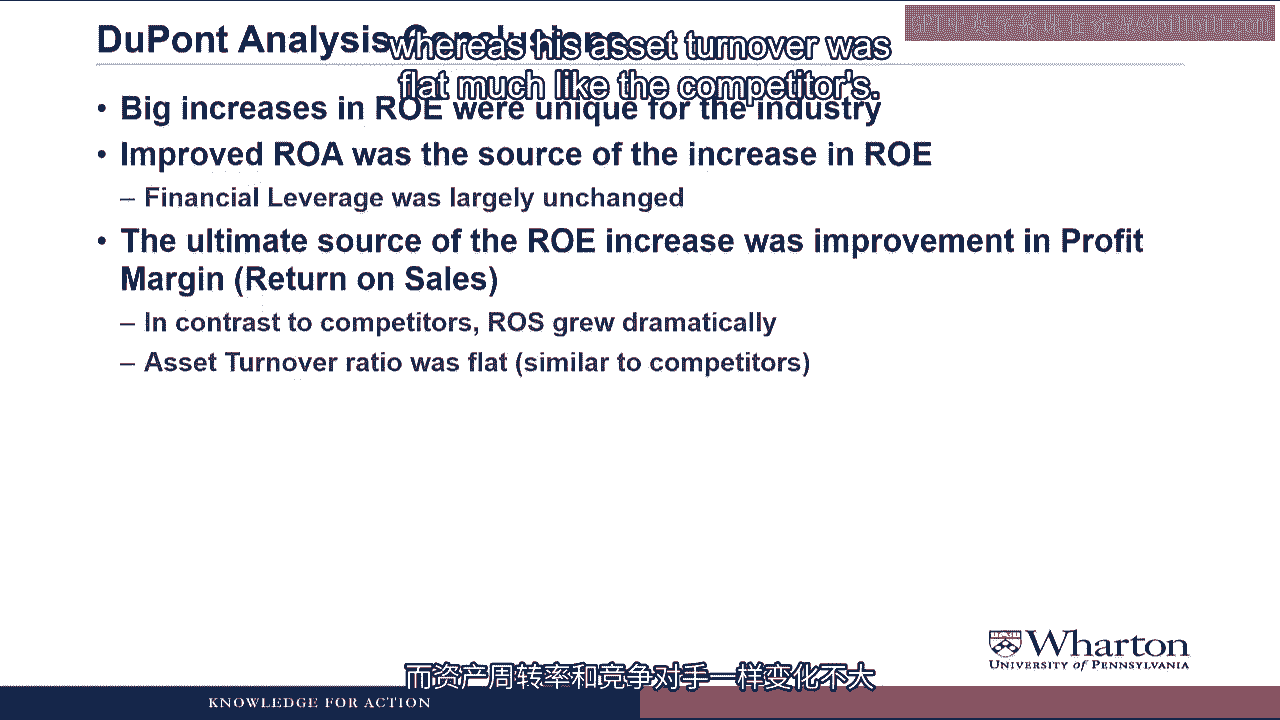 DuPont Analysis Conclusions
whereas his asset turnover was
flat much like the competitor's.
• Big increases in ROE were unique for the industry
• Improved ROA was the source of the increase in ROE
– Financial Leverage was largely unchanged
• The ultimate source of the ROE increase was improvement in Profit
Margin (Return on Sales)
– In contrast to competitors, ROS grew dramatically
– Asset Turnover ratio was flat (similar to competitors)
Wharton
UNIVERSITY of PENNSYLVANIA
而资产周转率和竞争对手一样变化不大
KNOWLEDGE FOR ACTION